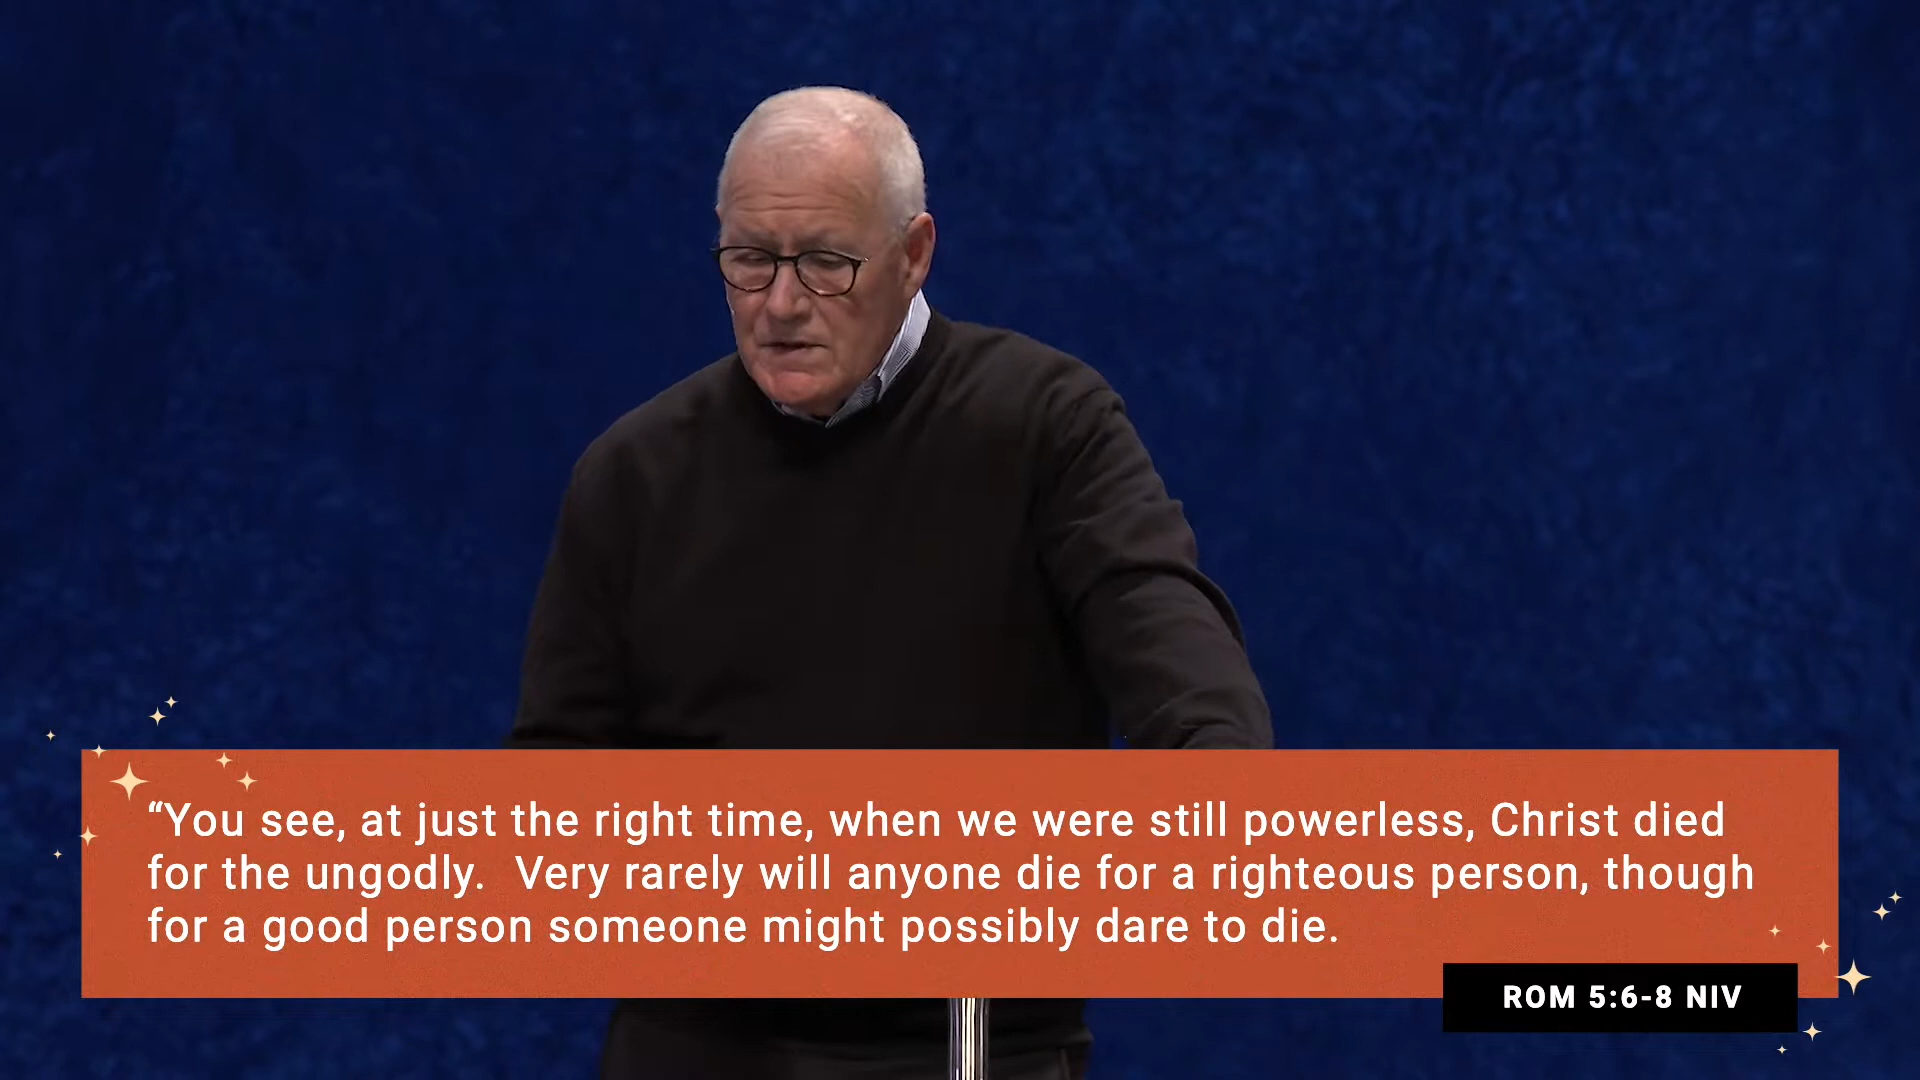 “You see, at just the right time, when we were still powerless, Christ died
for the ungodly.  Very rarely will anyone die for a righteous person, though
for a good person someone might possibly dare to die.
ROM 5:6-8 NIV